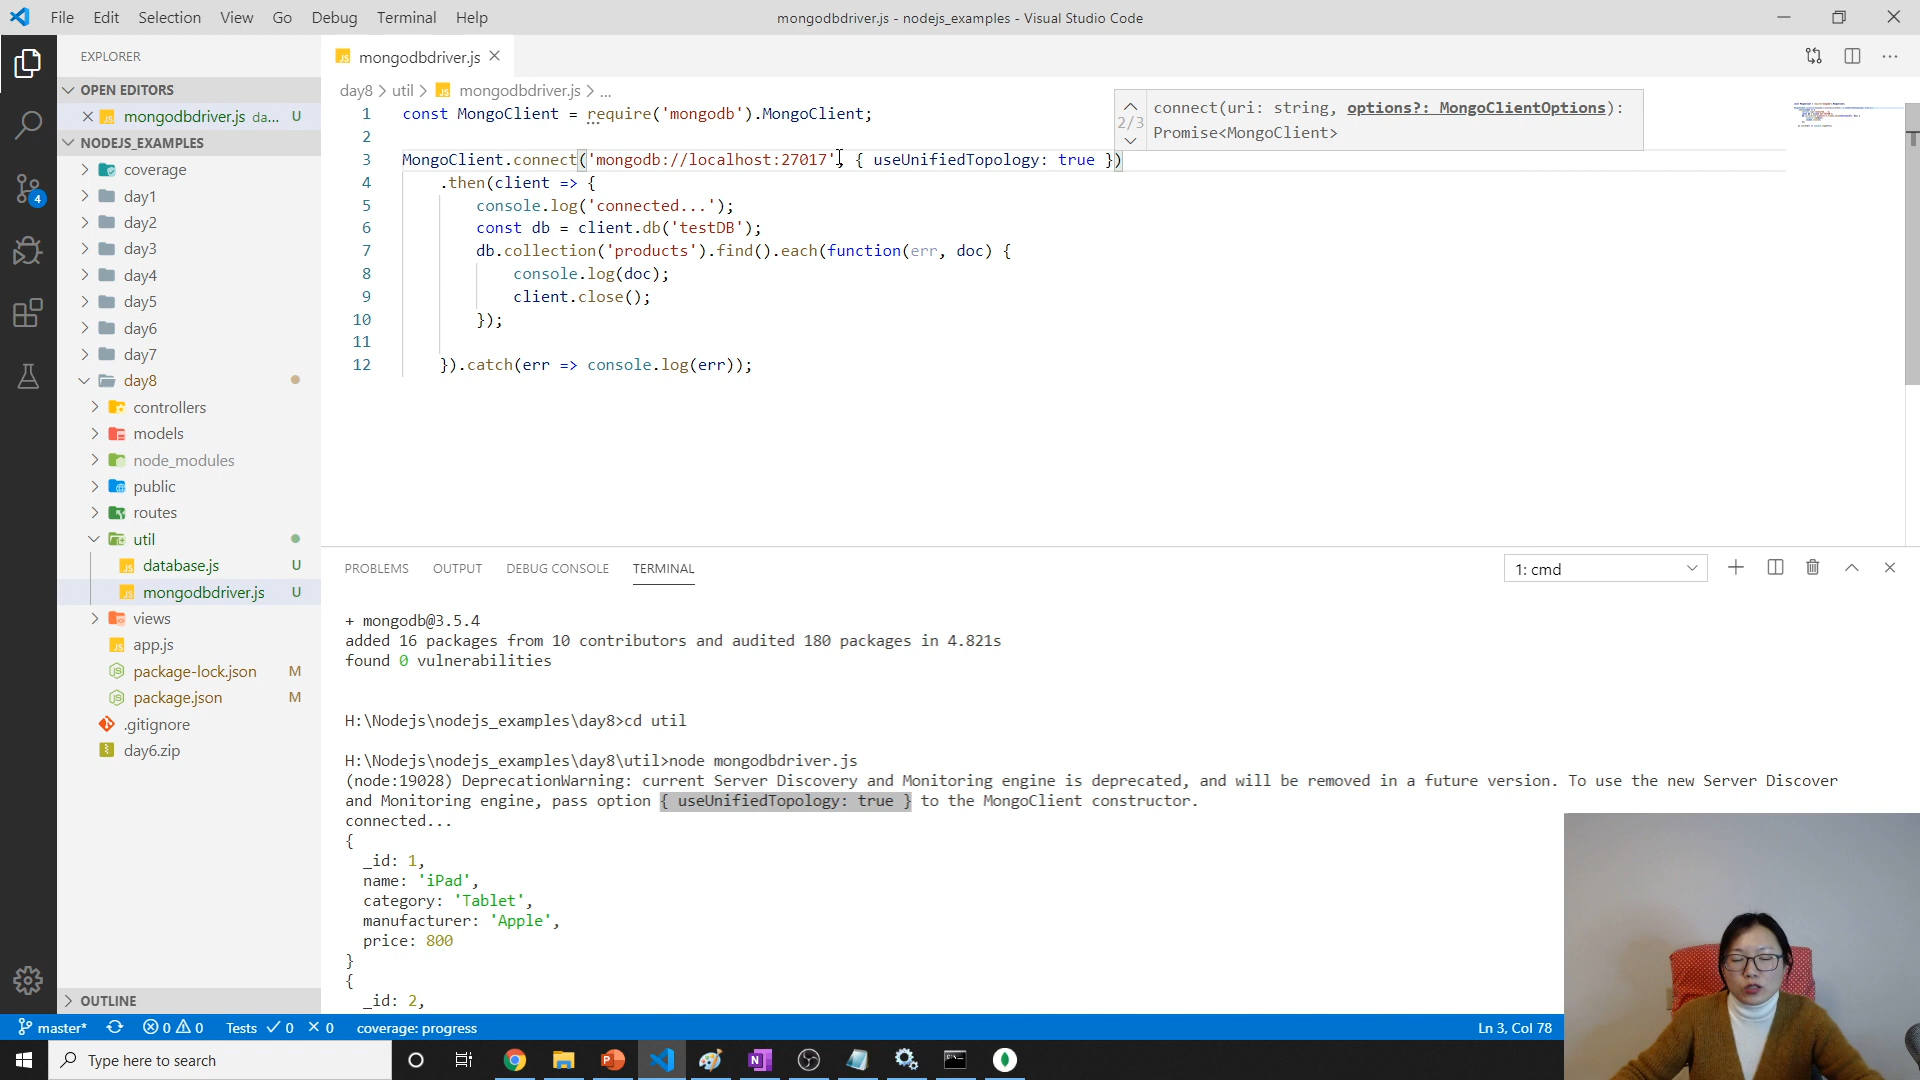 File Edit Selection View Go Debug Terminal Help
mongodbdriver.js - nodejs_examples - Visual Studio Code
EXPLORER
OPEN EDITORS
mongodbdriver.js da... U
NODEJS_EXAMPLES
coverage
day1
day2
day3
day4
day5
day6
day7
day8
controllers
models
node_modules
public
routes
util
database.js U
mongodbdriver.js U
views
app.js
package-lock.json M
package.json M
.gitignore
day6.zip
OUTLINE
4
mongodbdriver.js
day8 > util > mongodbdriver.js > ...
1 const MongoClient = require('mongodb').MongoClient;
2
3 MongoClient.connect('mongodb://localhost:27017', { useUnifiedTopology: true })
4 .then(client => {
5 console.log('connected...');
6 const db = client.db('testDB');
7 db.collection('products').find().each(function(err, doc) {
8 console.log(doc);
9 client.close();
10 });
11
12 }).catch(err => console.log(err));
2/3
connect(uri: string, options?: MongoClientOptions):
Promise<MongoClient>
PROBLEMS OUTPUT DEBUG CONSOLE TERMINAL
1: cmd
+ mongodb@3.5.4
added 16 packages from 10 contributors and audited 180 packages in 4.821s
found 0 vulnerabilities
H:\Nodejs\nodejs_examples\day8>cd util
H:\Nodejs\nodejs_examples\day8\util>node mongodbdriver.js
(node:19028) DeprecationWarning: current Server Discovery and Monitoring engine is deprecated, and will be removed in a future version. To use the new Server Discover
and Monitoring engine, pass option { useUnifiedTopology: true } to the MongoClient constructor.
connected...
{
_id: 1,
name: 'iPad',
category: 'Tablet',
manufacturer: 'Apple',
price: 800
}
{
_id: 2,
master* 0 0 Tests 0 0 coverage: progress
Ln 3, Col 78
Type here to search